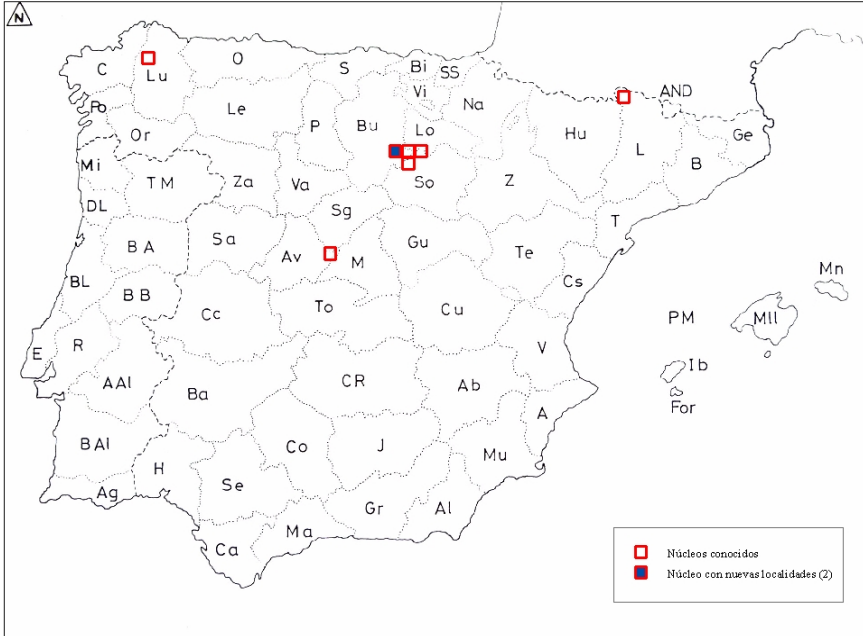 N
C
Lu
O
S
Bi
SS
Vi
Na
AND
Po
Or
Le
P
Bu
Lo
Hu
L
Ge
B
Mi
TM
Za
Va
So
Z
T
DL
Sg
BA
Sa
Av
M
Gu
Te
Cs
BL
BB
Cc
To
Cu
PM
Mll
Mn
E
R
V
Ib
AAl
Ba
CR
Ab
A
For
BAl
H
Co
J
Mu
Ag
Se
Gr
Al
Ca
Ma
Núcleos conocidos
Núcleo con nuevas localidades (2)